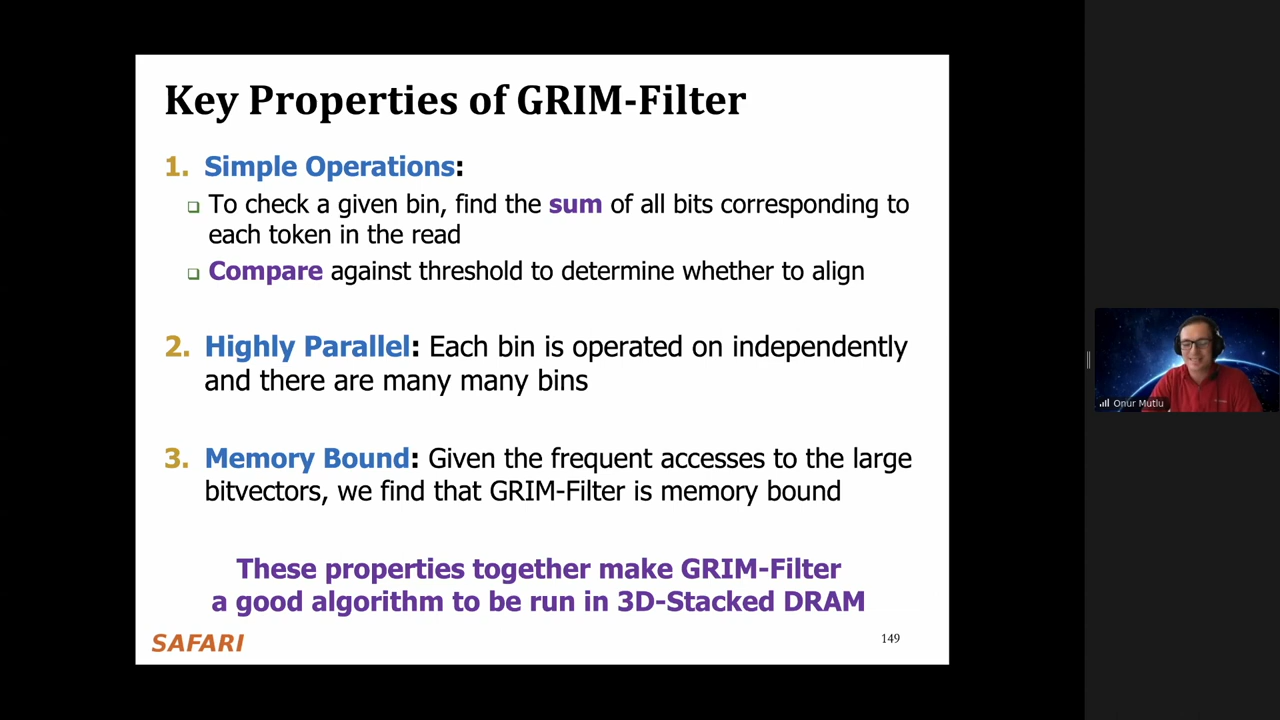 Key Properties of GRIM-Filter
1. Simple Operations:
To check a given bin, find the sum of all bits corresponding to
each token in the read
Compare against threshold to determine whether to align
2. Highly Parallel: Each bin is operated on independently
and there are many many bins
3. Memory Bound: Given the frequent accesses to the large
bitvectors, we find that GRIM-Filter is memory bound
These properties together make GRIM-Filter
a good algorithm to be run in 3D-Stacked DRAM
SAFARI
149
Onur Mutlu